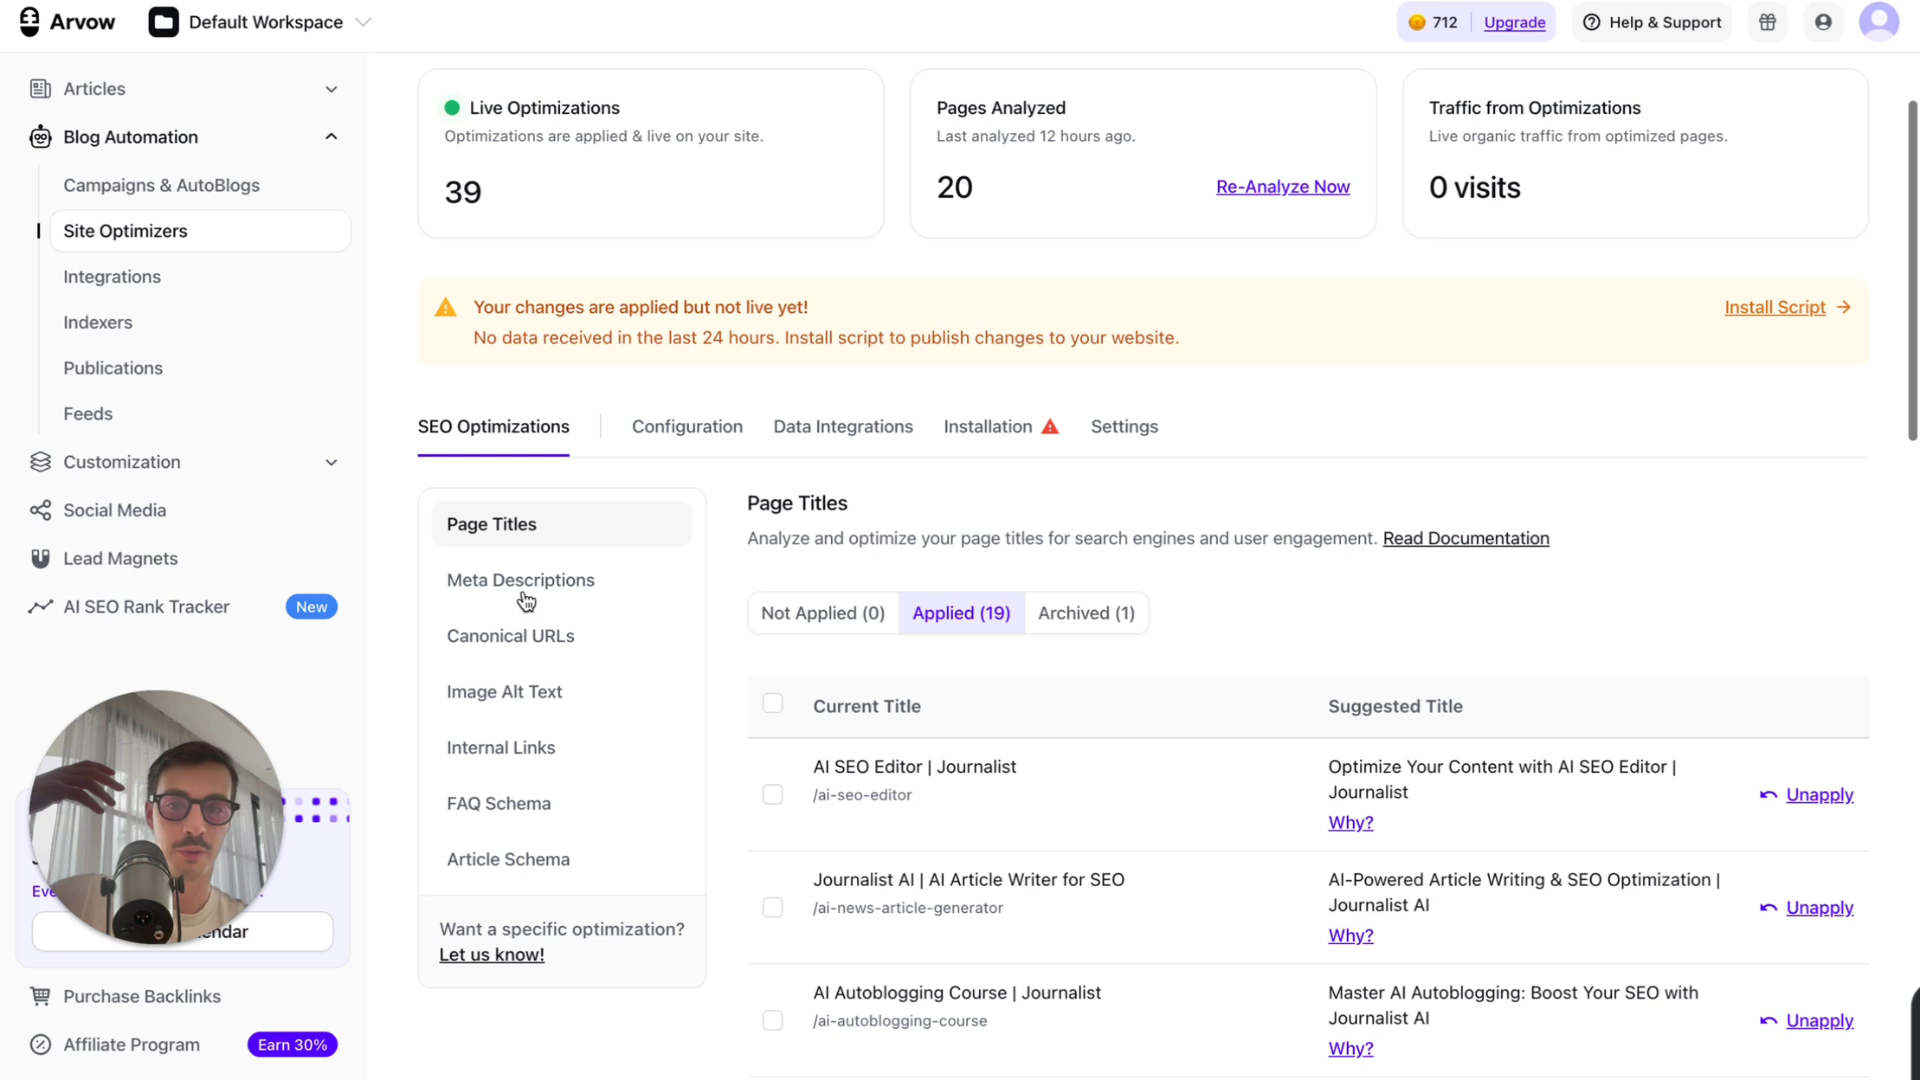 Arvow
Default Workspace
712
Upgrade
Help & Support
Articles
Blog Automation
Campaigns & AutoBlogs
Site Optimizers
Integrations
Indexers
Publications
Feeds
Customization
Social Media
Lead Magnets
AI SEO Rank Tracker
New
Purchase Backlinks
Affiliate Program
Earn 30%
Live Optimizations
Optimizations are applied & live on your site.
39
Pages Analyzed
Last analyzed 12 hours ago.
20
Re-Analyze Now
Traffic from Optimizations
Live organic traffic from optimized pages.
0 visits
Your changes are applied but not live yet!
Install Script →
No data received in the last 24 hours. Install script to publish changes to your website.
SEO Optimizations
Configuration
Data Integrations
Installation
Settings
Page Titles
Meta Descriptions
Canonical URLs
Image Alt Text
Internal Links
FAQ Schema
Article Schema
Want a specific optimization?
Let us know!
Page Titles
Analyze and optimize your page titles for search engines and user engagement. Read Documentation
Not Applied (0)
Applied (19)
Archived (1)
Current Title
Suggested Title
AI SEO Editor | Journalist
/ai-seo-editor
Optimize Your Content with AI SEO Editor |
Journalist
Why?
Unapply
Journalist AI | AI Article Writer for SEO
/ai-news-article-generator
AI-Powered Article Writing & SEO Optimization |
Journalist AI
Why?
Unapply
AI Autoblogging Course | Journalist
/ai-autoblogging-course
Master AI Autoblogging: Boost Your SEO with
Journalist AI
Why?
Unapply